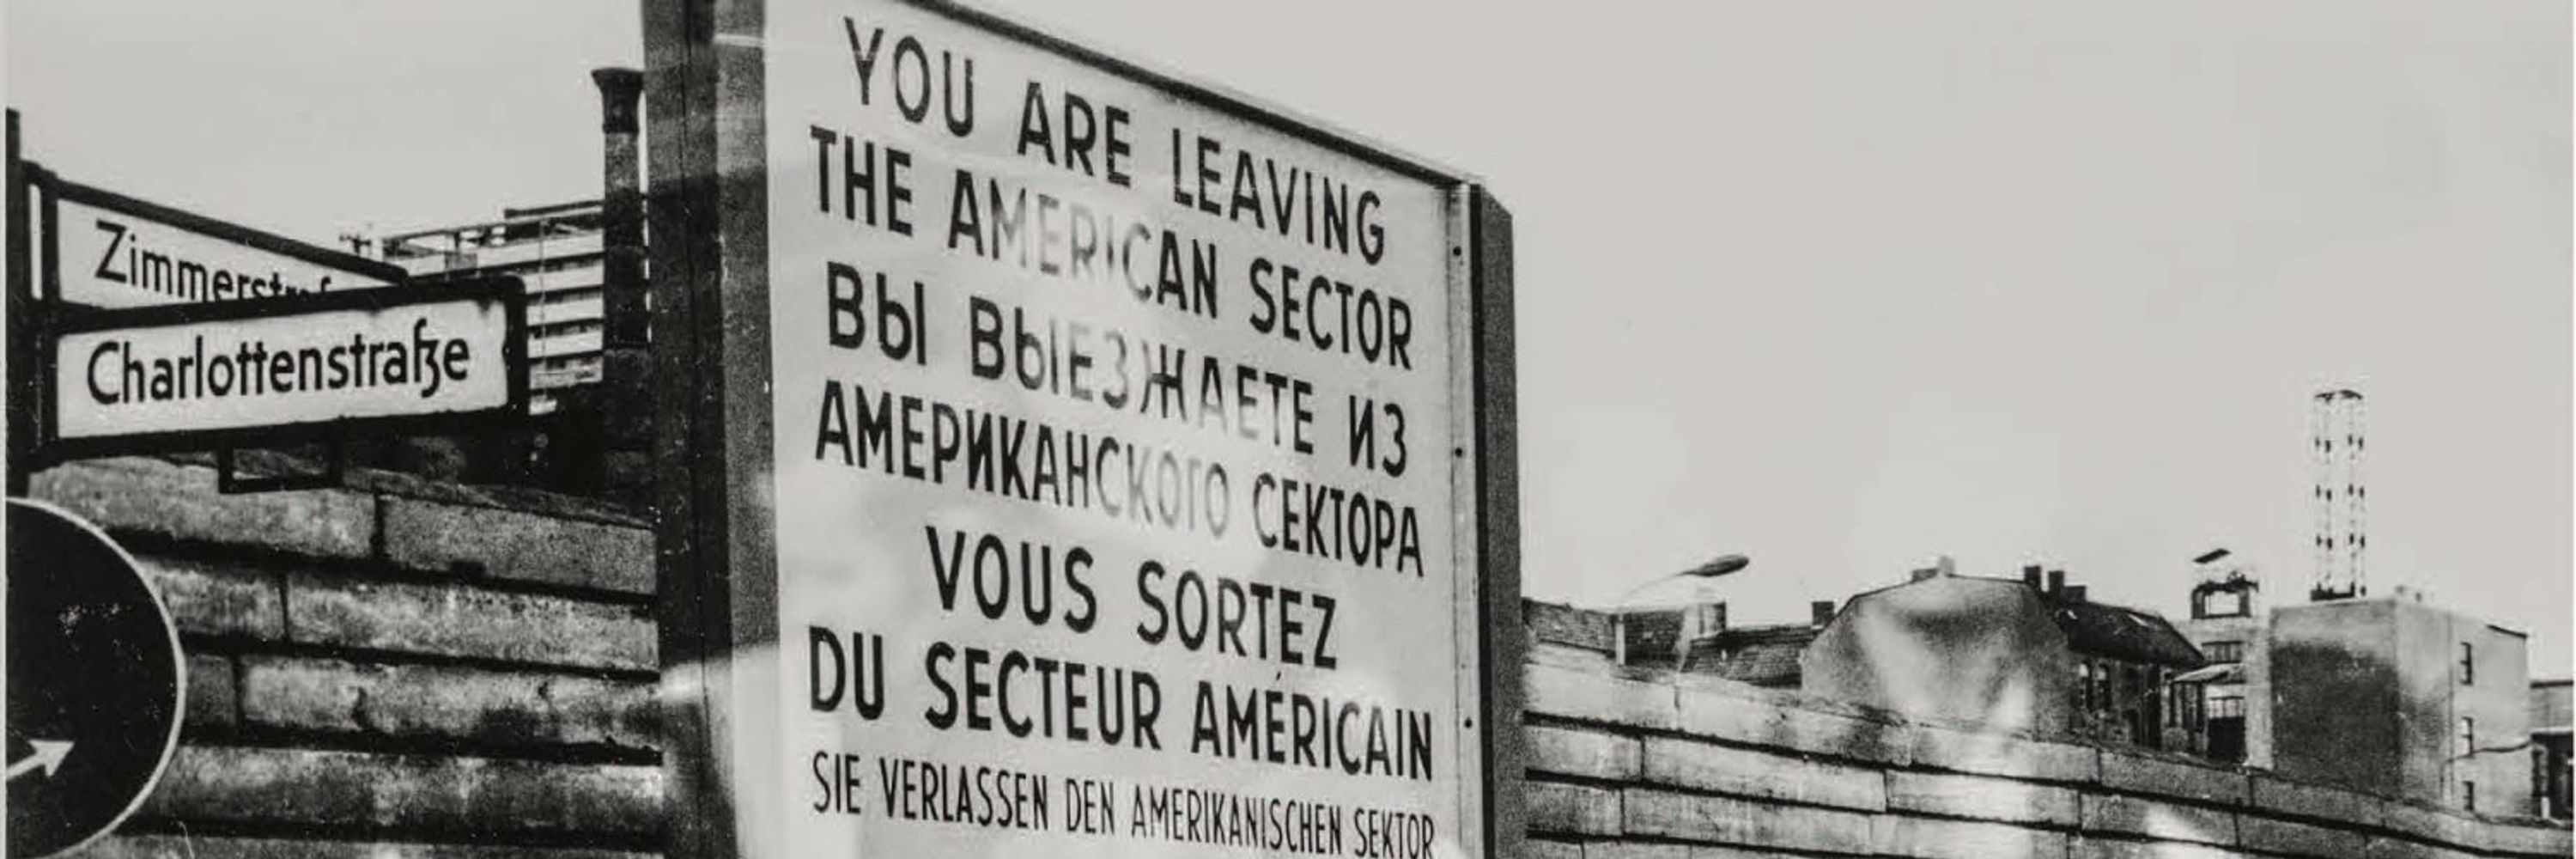 Zimmerstraß
Charlottenstraße
YOU ARE LEAVING
THE AMERICAN SECTOR
ВЫ ВЫЕЗЖАЕТЕ ИЗ
АМЕРИКАНСКОГО СЕКТОРА
VOUS SORTEZ
DU SECTEUR AMÉRICAIN
SIE VERLASSEN DEN AMERIKANISCHEN SEKTOR